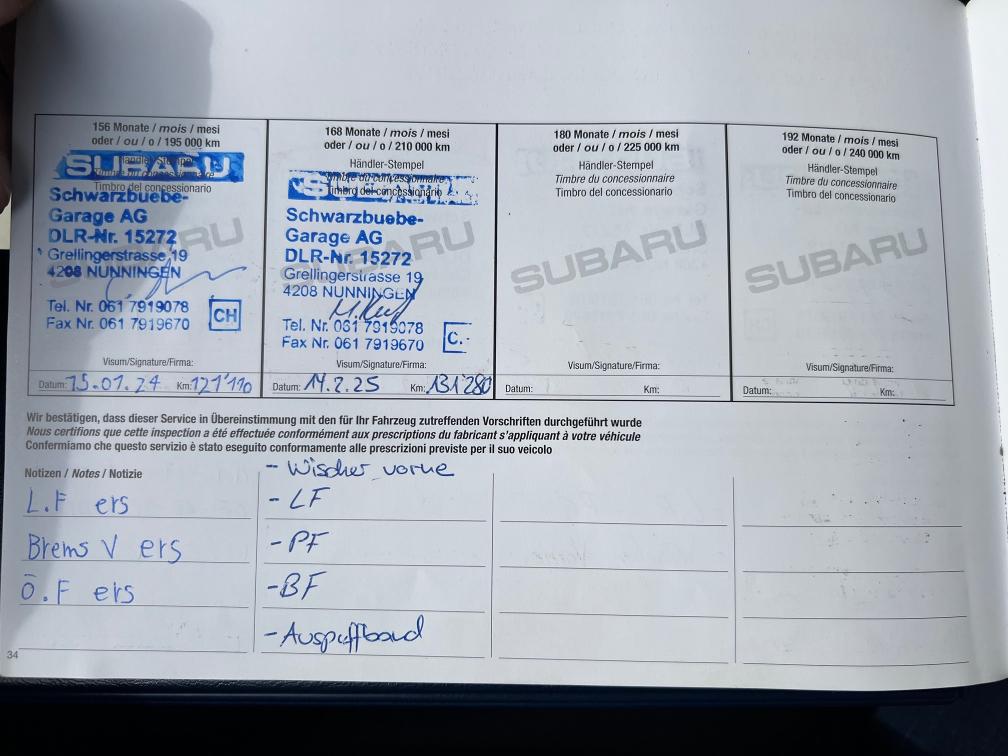 156 Monate / mois / mesi
oder / ou / o / 195 000 km
Händler-Stempel
Timbre du concessionnaire
Timbro del concessionario
SUBARU
Schwarzbuebe-
Garage AG
DLR-Nr. 15272
Grellingerstrasse 19
4208 NUNNINGEN
Tel. Nr. 061 7919078
Fax Nr. 061 7919670
CH
SUBARU
Visum/Signature/Firma:
Datum: 15.01.24 Km: 121'110
168 Monate / mois / mesi
oder / ou / o / 210 000 km
Händler-Stempel
Timbre du concessionnaire
Timbro del concessionario
Schwarzbuebe-
Garage AG
DLR-Nr. 15272
Grellingerstrasse 19
4208 NUNNINGEN
Tel. Nr. 061 7919078
Fax Nr. 061 7919670
C.
SUBARU
Visum/Signature/Firma:
Datum: 14.2.25 Km: 131'280
180 Monate / mois / mesi
oder / ou / o / 225 000 km
Händler-Stempel
Timbre du concessionnaire
Timbro del concessionario
SUBARU
Visum/Signature/Firma:
Datum: Km:
192 Monate / mois / mesi
oder / ou / o / 240 000 km
Händler-Stempel
Timbre du concessionnaire
Timbro del concessionario
SUBARU
Visum/Signature/Firma:
Datum: Km:
Wir bestätigen, dass dieser Service in Übereinstimmung mit den für Ihr Fahrzeug zutreffenden Vorschriften durchgeführt wurde
Nous certifions que cette inspection a été effectuée conformément aux prescriptions du fabricant s'appliquant à votre véhicule
Confermiamo che questo servizio è stato eseguito conformamente alle prescrizioni previste per il suo veicolo
Notizen / Notes / Notizie
L.F ers
Brems V ers
Ö.F ers
- Wischer vorne
- LF
- PF
- BF
- Auspuffband
34